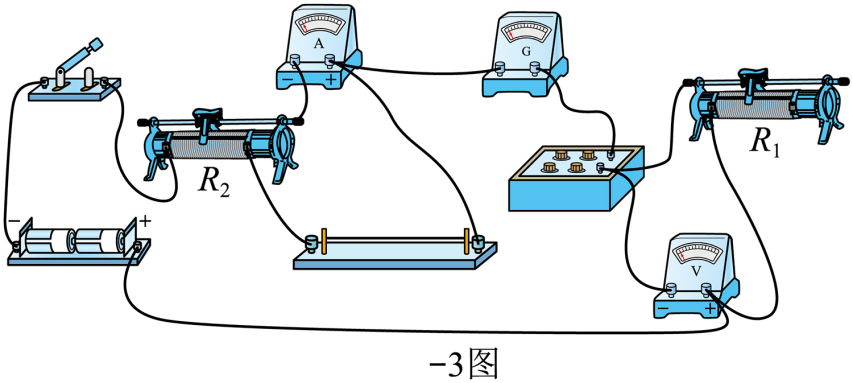 A
G
− +
R₂
R₁
− +
V
− +
-3图